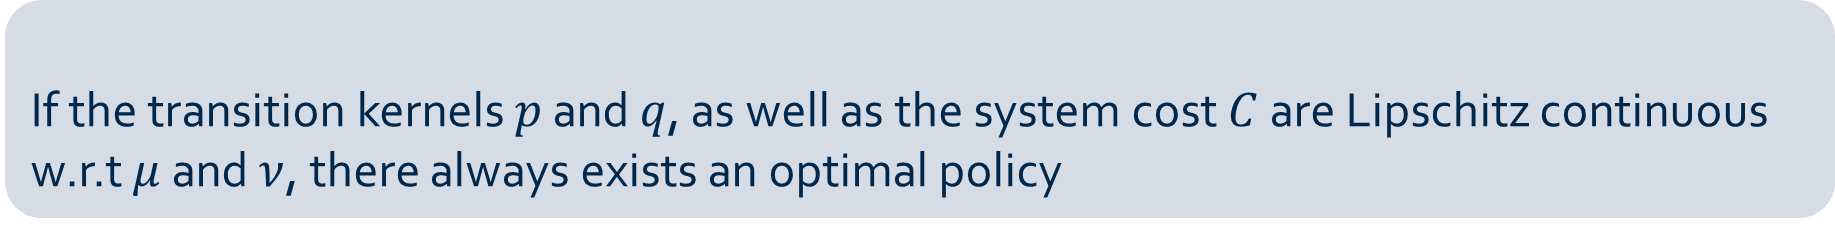 If the transition kernels p and q, as well as the system cost C are Lipschitz continuous
w.r.t μ and ν, there always exists an optimal policy